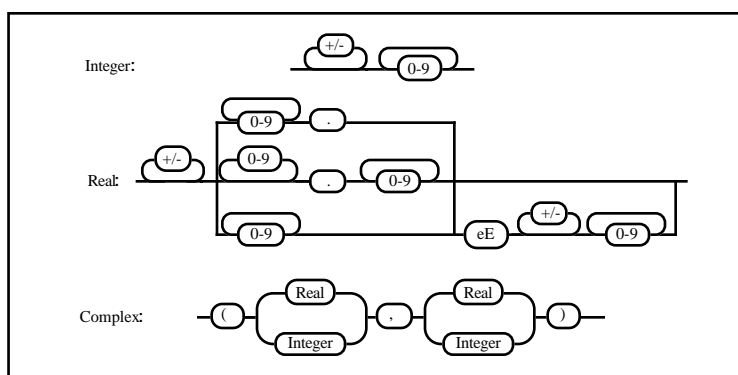 Integer: +/- 0-9
Real: +/- 0-9 .
0-9 . 0-9
0-9 eE +/- 0-9
Complex: ( Real , Real )
Integer Integer